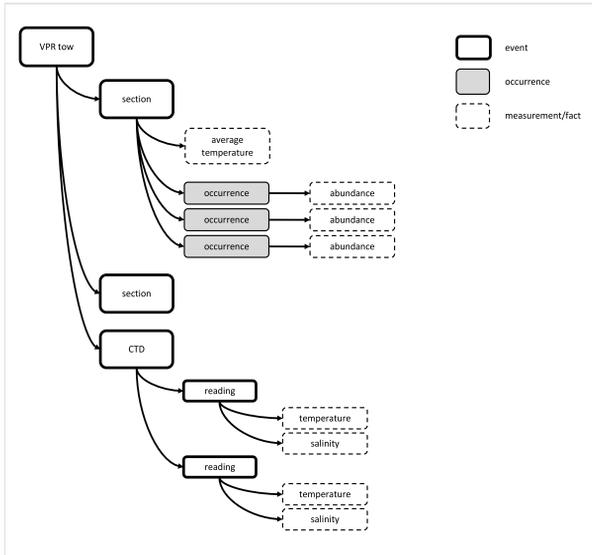 VPR tow
event
section
occurrence
measurement/fact
average
temperature
occurrence
abundance
occurrence
abundance
occurrence
abundance
section
CTD
reading
temperature
salinity
reading
temperature
salinity